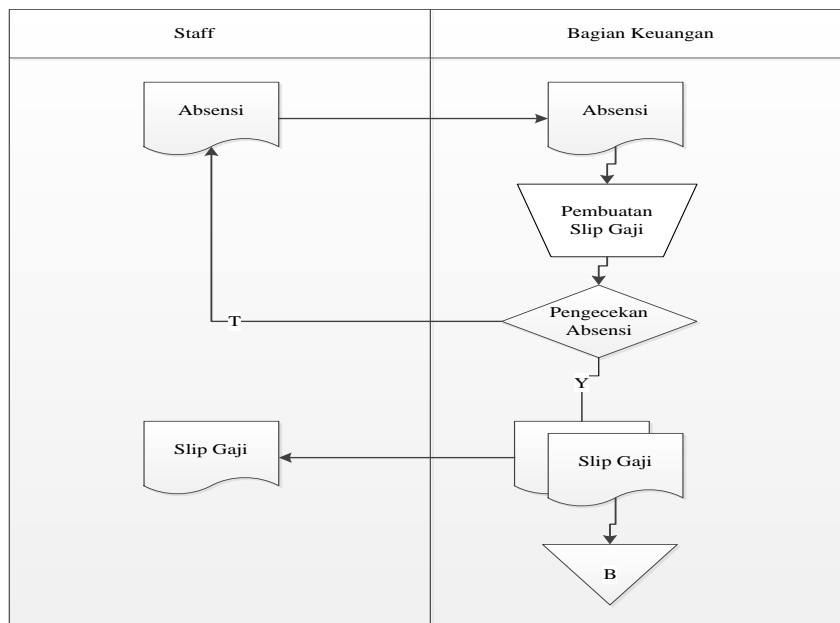 Staff
Bagian Keuangan
Absensi
Absensi
Pembuatan
Slip Gaji
Pengecekan
Absensi
T
Y
Slip Gaji
Slip Gaji
B